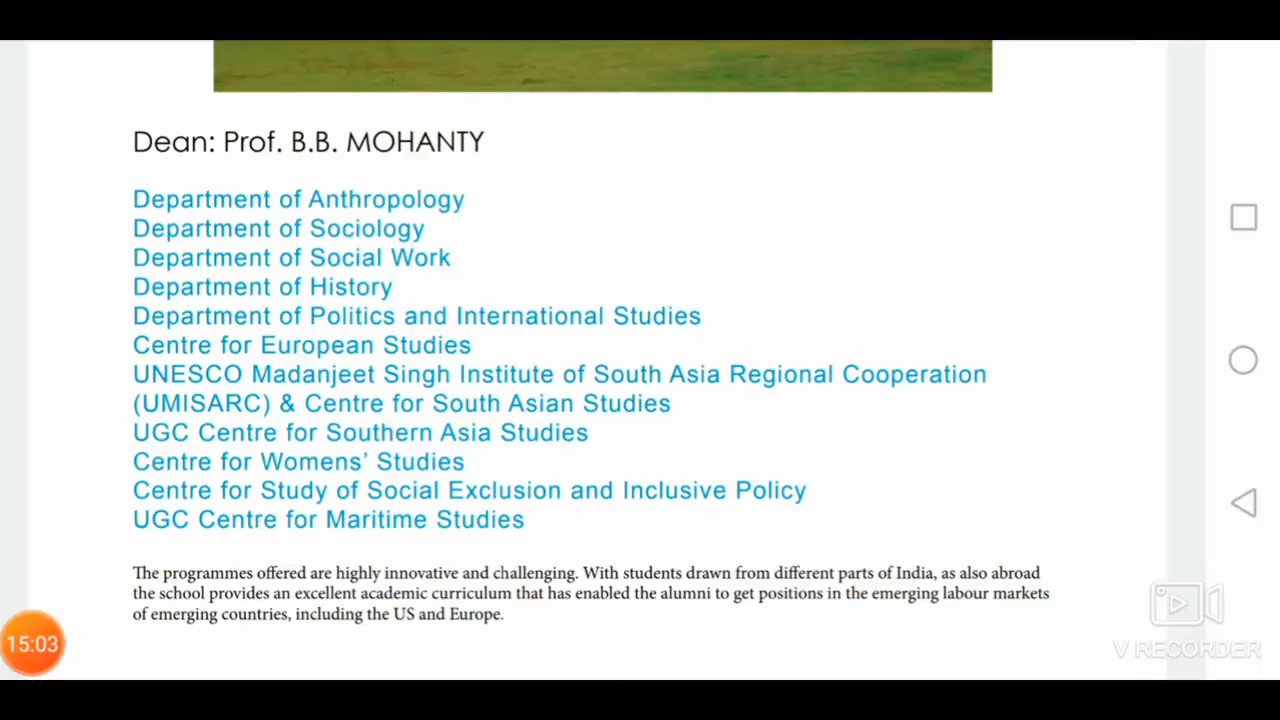 Dean: Prof. B.B. MOHANTY
Department of Anthropology
Department of Sociology
Department of Social Work
Department of History
Department of Politics and International Studies
Centre for European Studies
UNESCO Madanjeet Singh Institute of South Asia Regional Cooperation
(UMISARC) & Centre for South Asian Studies
UGC Centre for Southern Asia Studies
Centre for Womens’ Studies
Centre for Study of Social Exclusion and Inclusive Policy
UGC Centre for Maritime Studies
The programmes offered are highly innovative and challenging. With students drawn from different parts of India, as also abroad
the school provides an excellent academic curriculum that has enabled the alumni to get positions in the emerging labour markets
of emerging countries, including the US and Europe.
15:03
V RECORDER